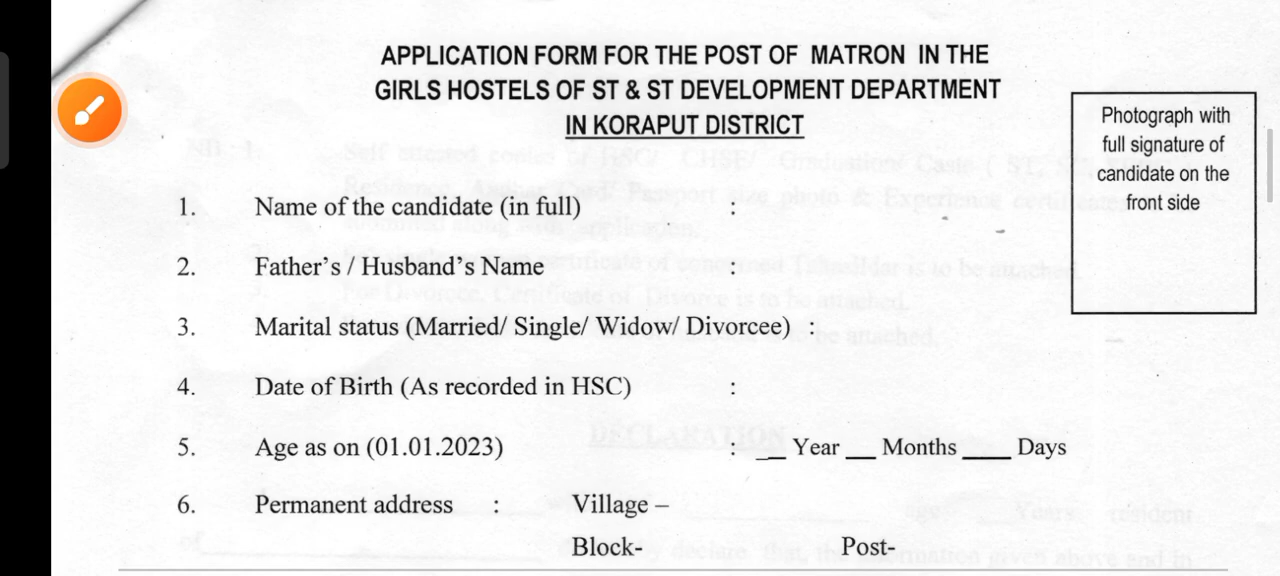 APPLICATION FORM FOR THE POST OF MATRON IN THE
GIRLS HOSTELS OF ST & ST DEVELOPMENT DEPARTMENT
IN KORAPUT DISTRICT
Photograph with
full signature of
candidate on the
front side
1. Name of the candidate (in full) :
2. Father's / Husband's Name :
3. Marital status (Married/ Single/ Widow/ Divorcee) :
4. Date of Birth (As recorded in HSC) :
5. Age as on (01.01.2023) : __ Year __ Months ____ Days
6. Permanent address : Village –
Block- Post-